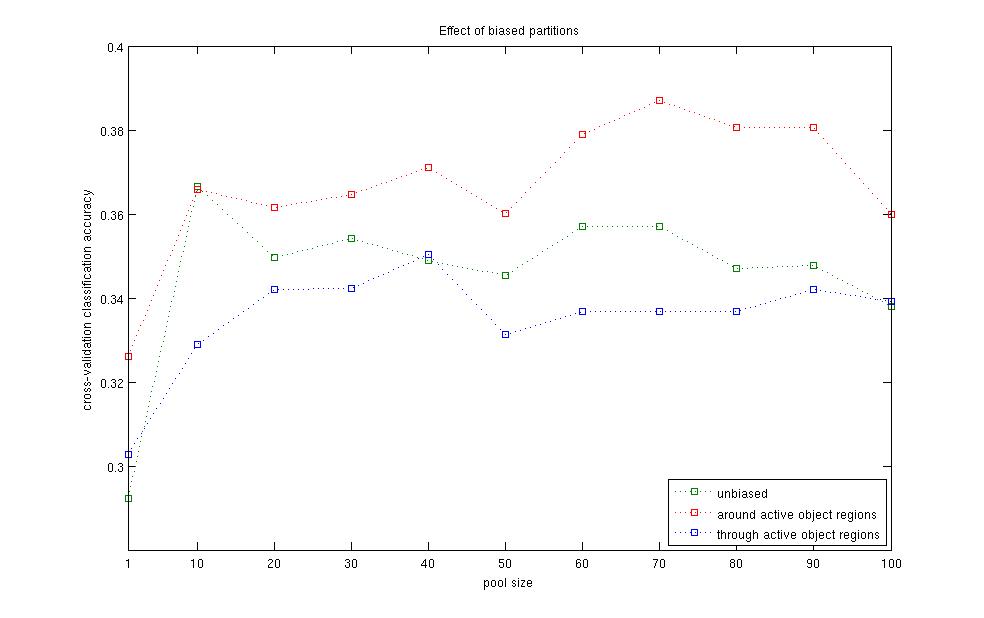 Effect of biased partitions
0.4
0.38
0.36
0.34
0.32
0.3
cross-validation classification accuracy
1 10 20 30 40 50 60 70 80 90 100
pool size
unbiased
around active object regions
through active object regions